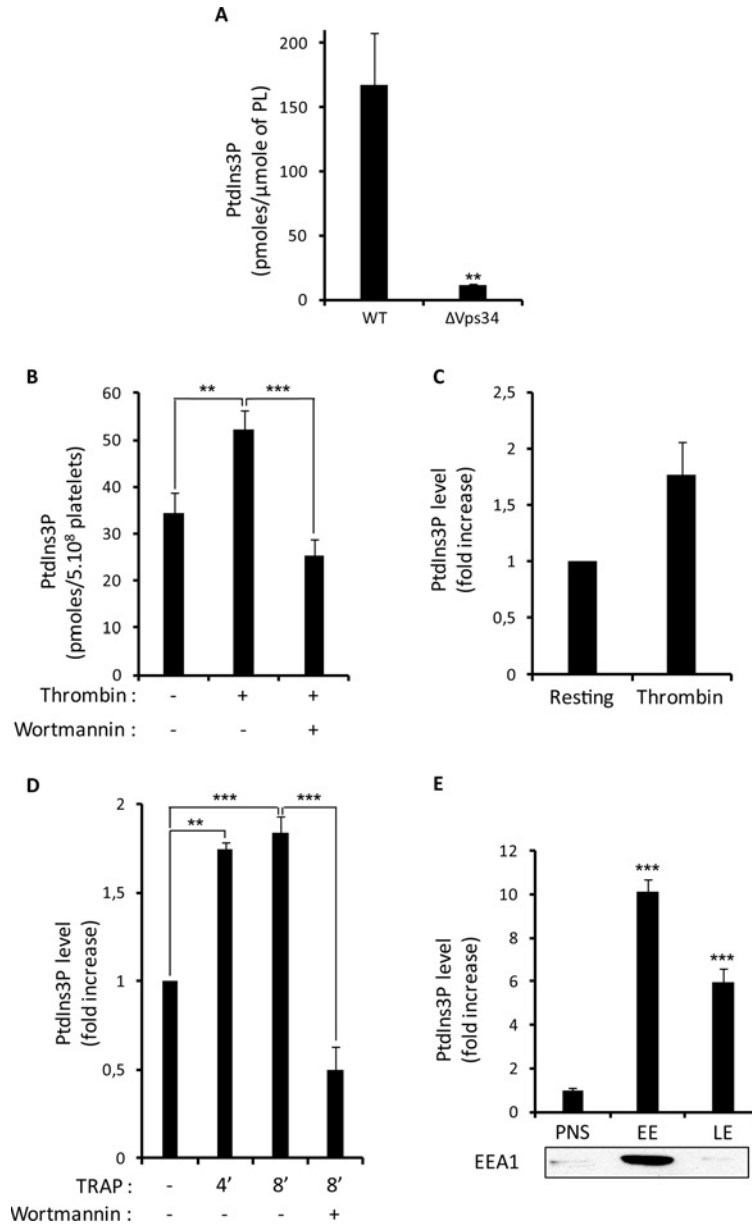 A
PtdIns3P
(pmoles/µmole of PL)
200
150
100
50
0
**
WT
ΔVps34
B
PtdIns3P
(pmoles/5.10⁸ platelets)
60
50
40
30
20
10
0
**
***
Thrombin : - + +
Wortmannin : - - +
C
PtdIns3P level
(fold increase)
2,5
2
1,5
1
0,5
0
Resting
Thrombin
D
PtdIns3P level
(fold increase)
2
1,5
1
0,5
0
***
***
**
TRAP : - 4′ 8′ 8′
Wortmannin : - - - +
E
PtdIns3P level
(fold increase)
12
10
8
6
4
2
0
***
***
PNS
EE
LE
EEA1